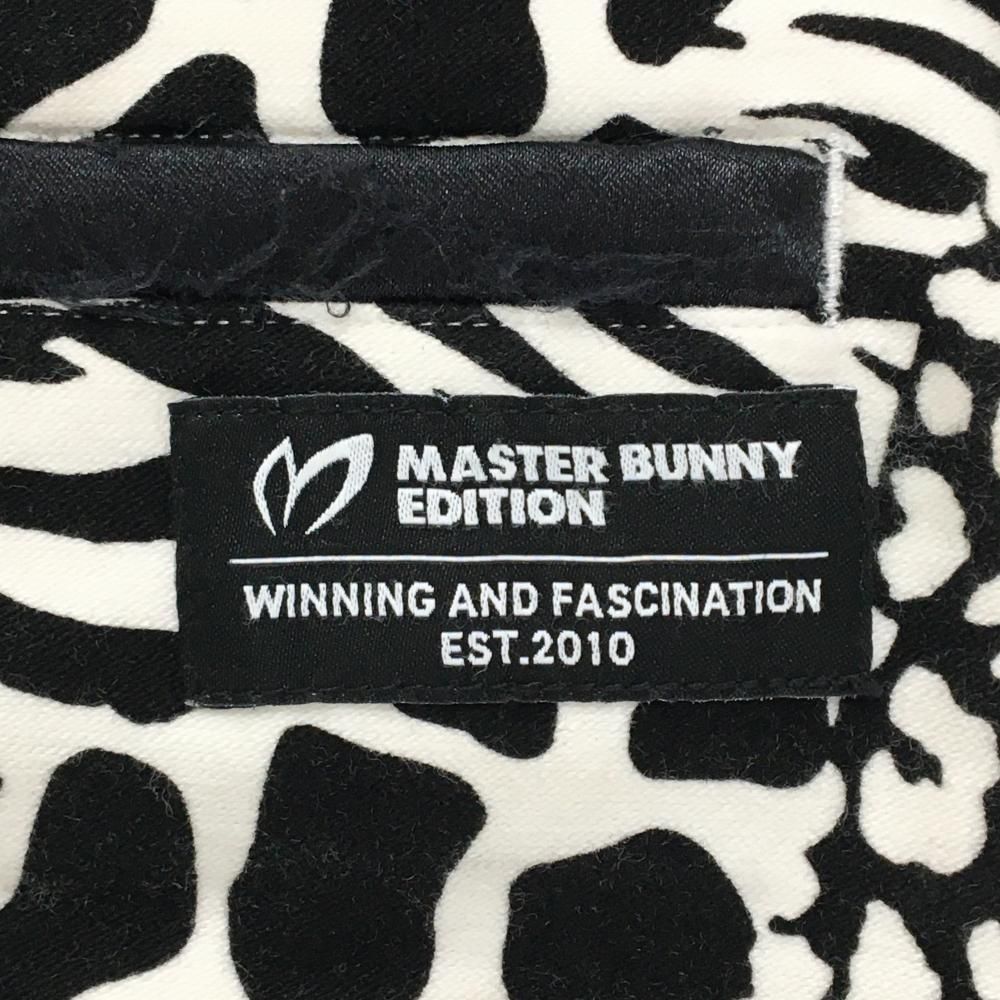 MASTER BUNNY
EDITION
WINNING AND FASCINATION
EST.2010